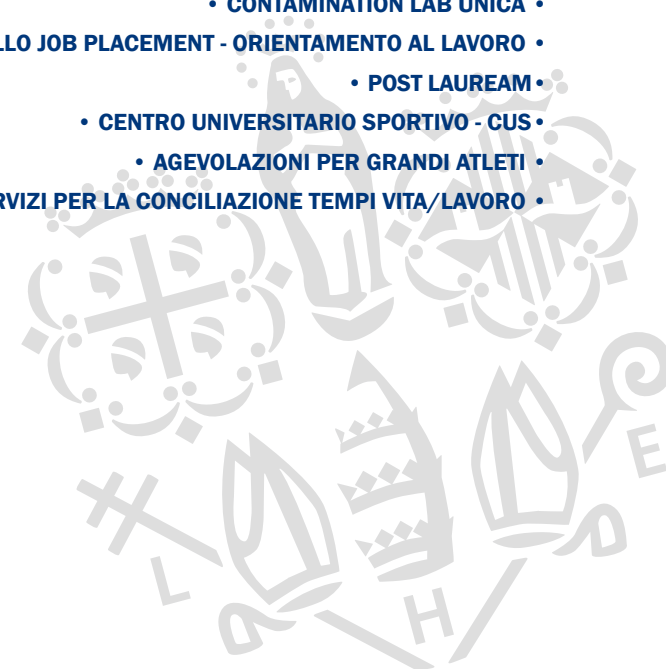 • CONTAMINATION LAB UNICA •
LLO JOB PLACEMENT - ORIENTAMENTO AL LAVORO •
• POST LAUREAM •
• CENTRO UNIVERSITARIO SPORTIVO - CUS •
• AGEVOLAZIONI PER GRANDI ATLETI •
RVIZI PER LA CONCILIAZIONE TEMPI VITA/LAVORO •
E
L
H